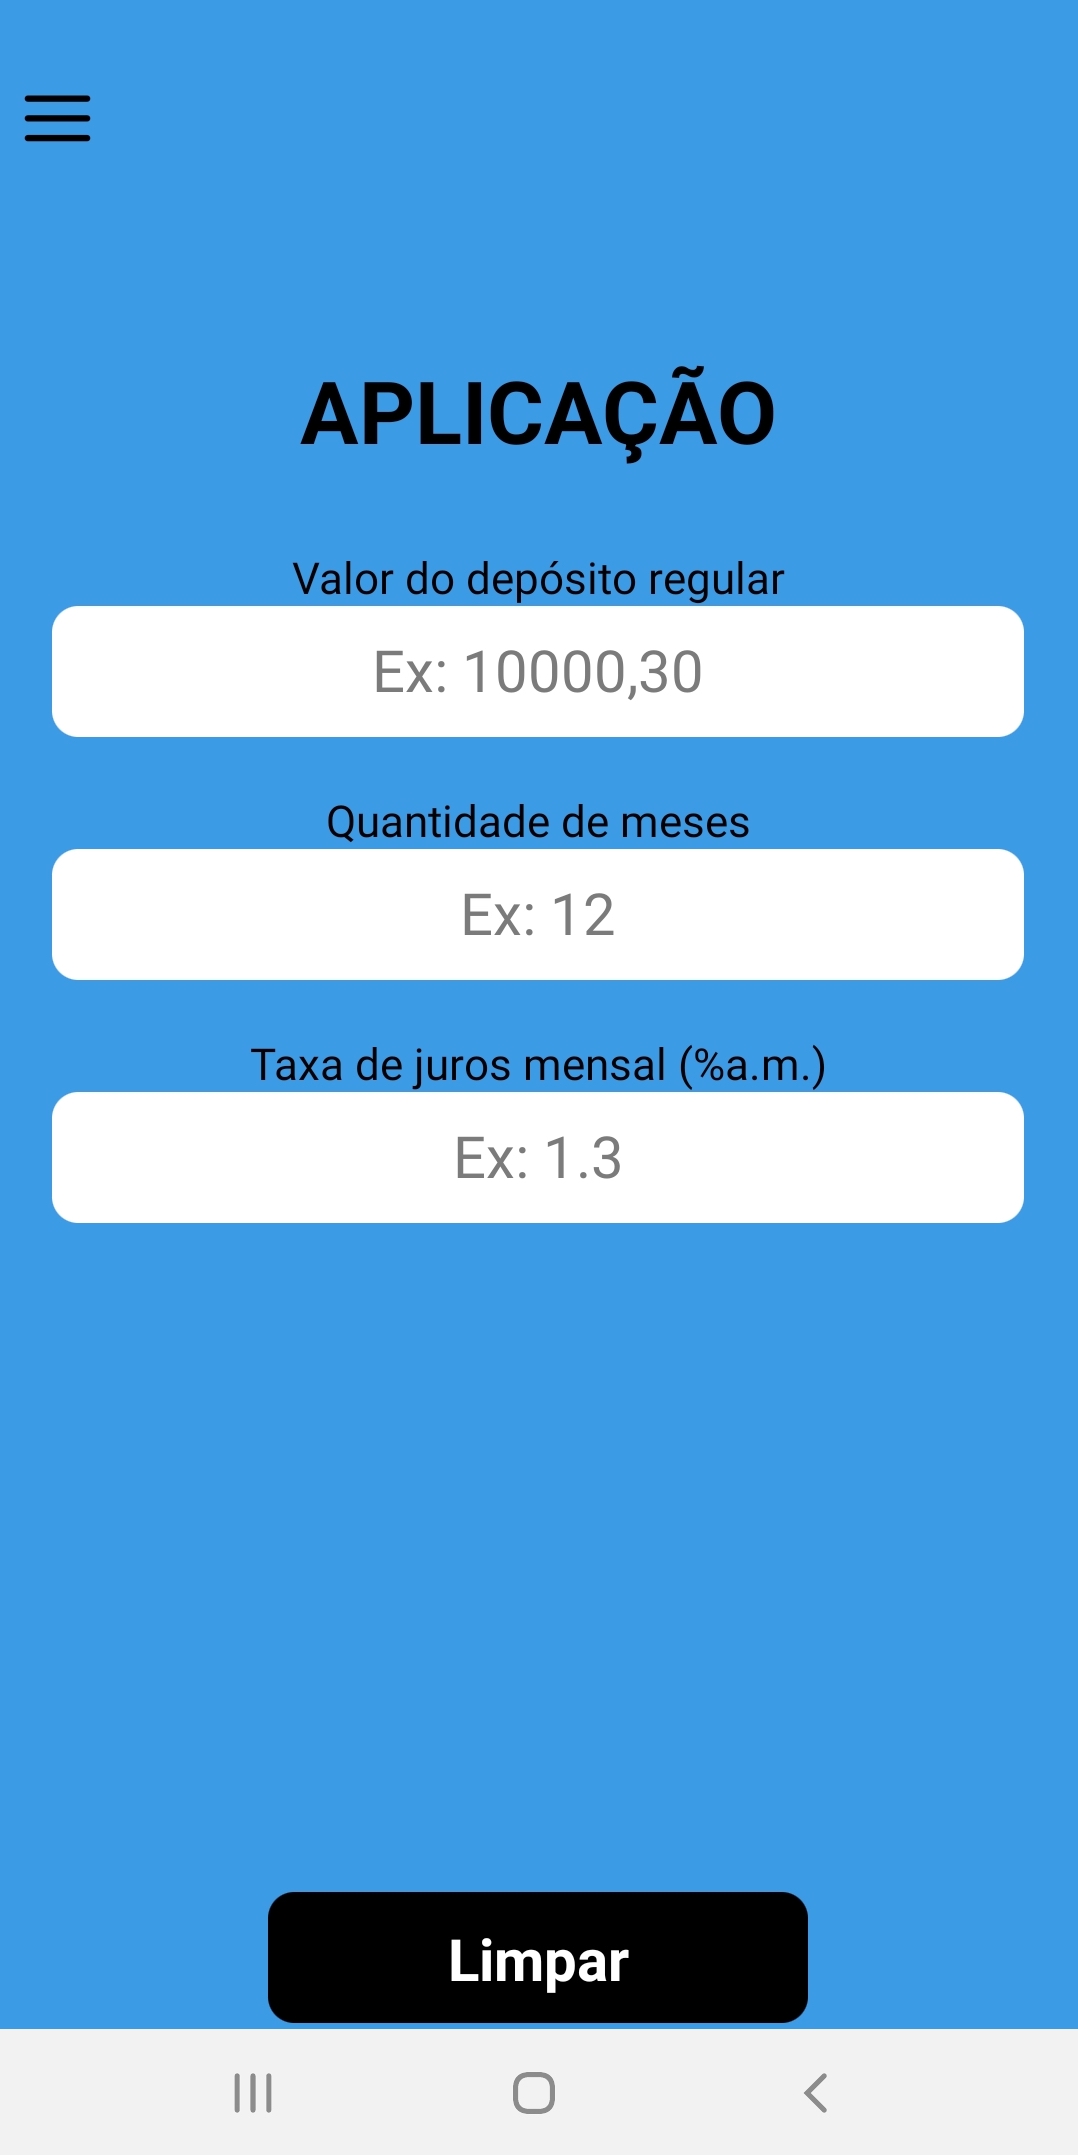 APLICAÇÃO
Valor do depósito regular
Ex: 10000,30
Quantidade de meses
Ex: 12
Taxa de juros mensal (%a.m.)
Ex: 1.3
Limpar